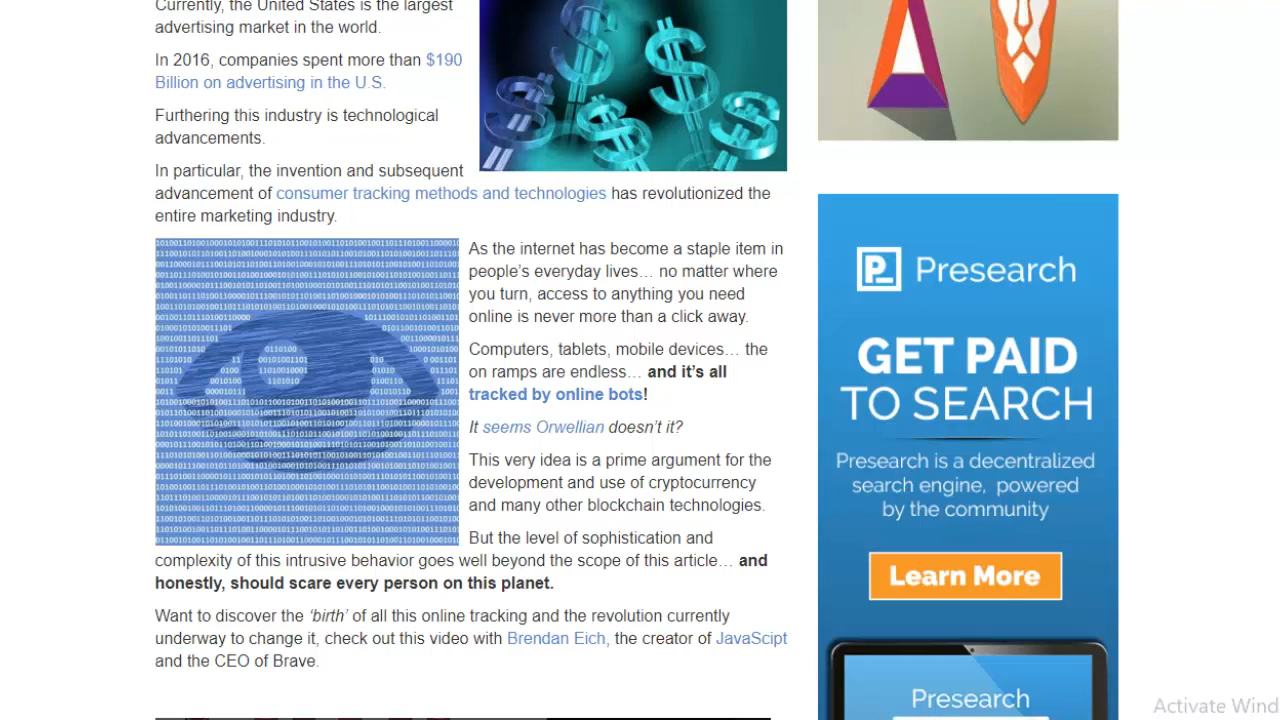 Currently, the United States is the largest
advertising market in the world.
In 2016, companies spent more than $190
Billion on advertising in the U.S.
Furthering this industry is technological
advancements.
In particular, the invention and subsequent
advancement of consumer tracking methods and technologies has revolutionized the
entire marketing industry.
As the internet has become a staple item in
people's everyday lives… no matter where
you turn, access to anything you need
online is never more than a click away.
Computers, tablets, mobile devices… the
on ramps are endless… and it's all
tracked by online bots!
It seems Orwellian doesn't it?
This very idea is a prime argument for the
development and use of cryptocurrency
and many other blockchain technologies.
But the level of sophistication and
complexity of this intrusive behavior goes well beyond the scope of this article… and
honestly, should scare every person on this planet.
Want to discover the 'birth' of all this online tracking and the revolution currently
underway to change it, check out this video with Brendan Eich, the creator of JavaScipt
and the CEO of Brave.
Presearch
GET PAID
TO SEARCH
Presearch is a decentralized
search engine, powered
by the community
Learn More
Presearch
Activate Wind